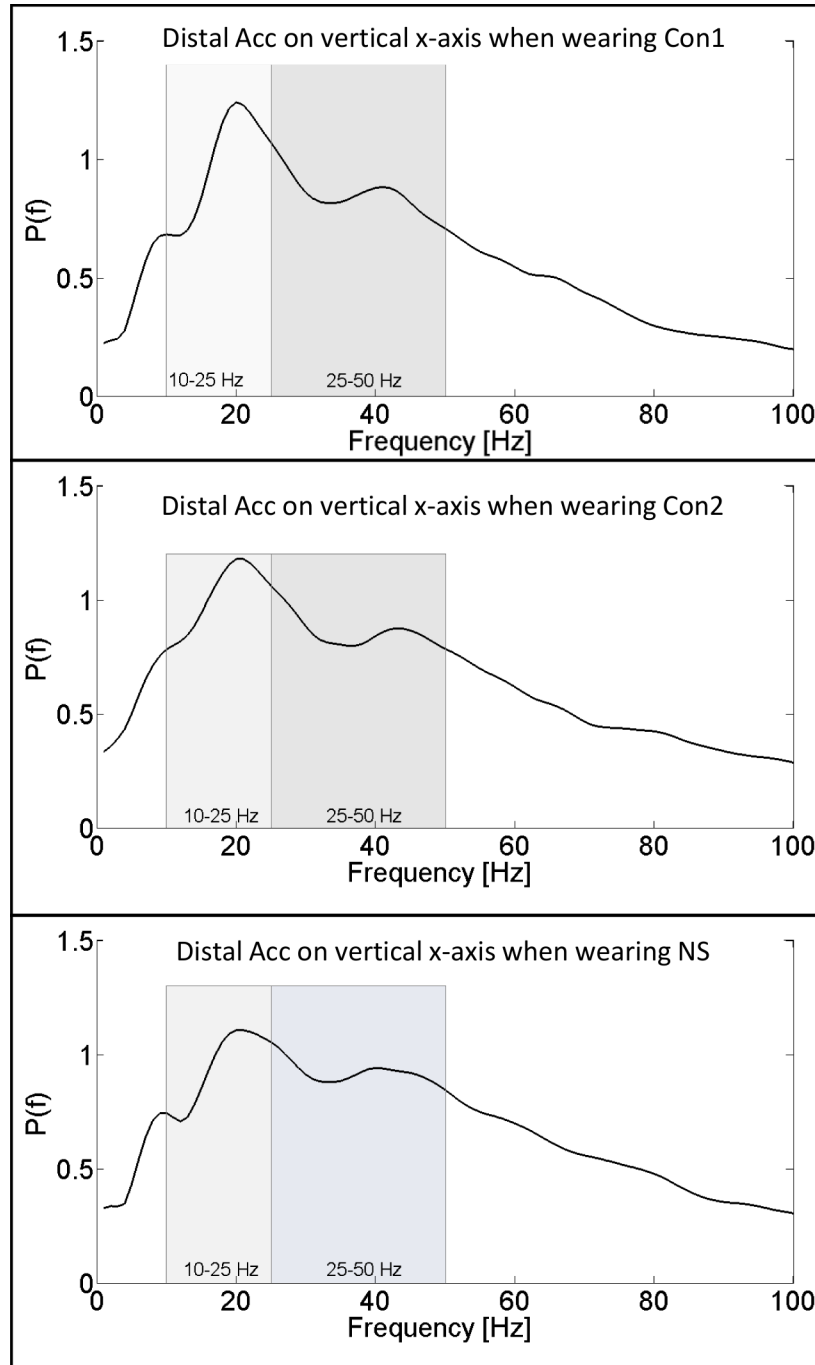 Distal Acc on vertical x-axis when wearing Con1
1.5
1
0.5
0
P(f)
10-25 Hz 25-50 Hz
0 20 40 60 80 100
Frequency [Hz]
Distal Acc on vertical x-axis when wearing Con2
1.5
1
0.5
0
P(f)
10-25 Hz 25-50 Hz
0 20 40 60 80 100
Frequency [Hz]
Distal Acc on vertical x-axis when wearing NS
1.5
1
0.5
0
P(f)
10-25 Hz 25-50 Hz
0 20 40 60 80 100
Frequency [Hz]